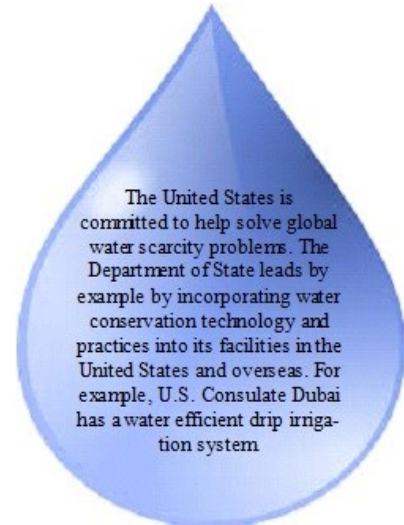 The United States is
committed to help solve global
water scarcity problems. The
Department of State leads by
example by incorporating water
conservation technology and
practices into its facilities in the
United States and overseas. For
example, U.S. Consulate Dubai
has a water efficient drip irriga-
tion system